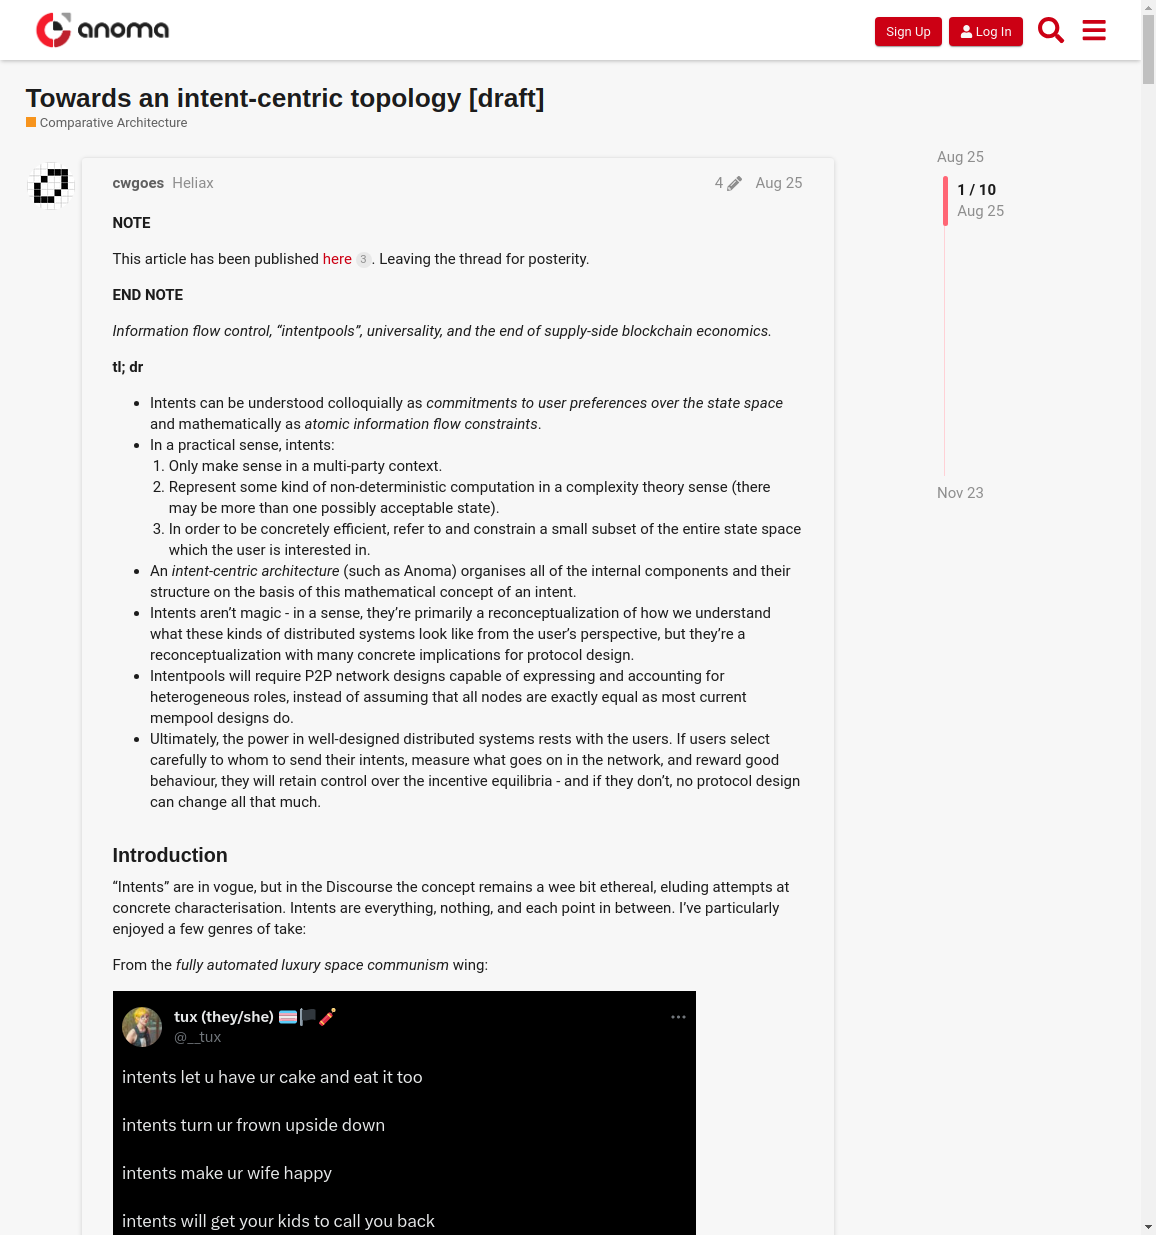 anoma
Sign Up
Log In
Towards an intent-centric topology [draft]
Comparative Architecture
cwgoes Heliax
4 Aug 25
NOTE
This article has been published here 3. Leaving the thread for posterity.
END NOTE
Information flow control, “intentpools”, universality, and the end of supply-side blockchain economics.
tl; dr
• Intents can be understood colloquially as commitments to user preferences over the state space
and mathematically as atomic information flow constraints.
• In a practical sense, intents:
1. Only make sense in a multi-party context.
2. Represent some kind of non-deterministic computation in a complexity theory sense (there
may be more than one possibly acceptable state).
3. In order to be concretely efficient, refer to and constrain a small subset of the entire state space
which the user is interested in.
• An intent-centric architecture (such as Anoma) organises all of the internal components and their
structure on the basis of this mathematical concept of an intent.
• Intents aren’t magic - in a sense, they’re primarily a reconceptualization of how we understand
what these kinds of distributed systems look like from the user’s perspective, but they’re a
reconceptualization with many concrete implications for protocol design.
• Intentpools will require P2P network designs capable of expressing and accounting for
heterogeneous roles, instead of assuming that all nodes are exactly equal as most current
mempool designs do.
• Ultimately, the power in well-designed distributed systems rests with the users. If users select
carefully to whom to send their intents, measure what goes on in the network, and reward good
behaviour, they will retain control over the incentive equilibria - and if they don’t, no protocol design
can change all that much.
Introduction
“Intents” are in vogue, but in the Discourse the concept remains a wee bit ethereal, eluding attempts at
concrete characterisation. Intents are everything, nothing, and each point in between. I’ve particularly
enjoyed a few genres of take:
From the fully automated luxury space communism wing:
tux (they/she)
@__tux
intents let u have ur cake and eat it too
intents turn ur frown upside down
intents make ur wife happy
intents will get your kids to call you back
Aug 25
1 / 10
Aug 25
Nov 23